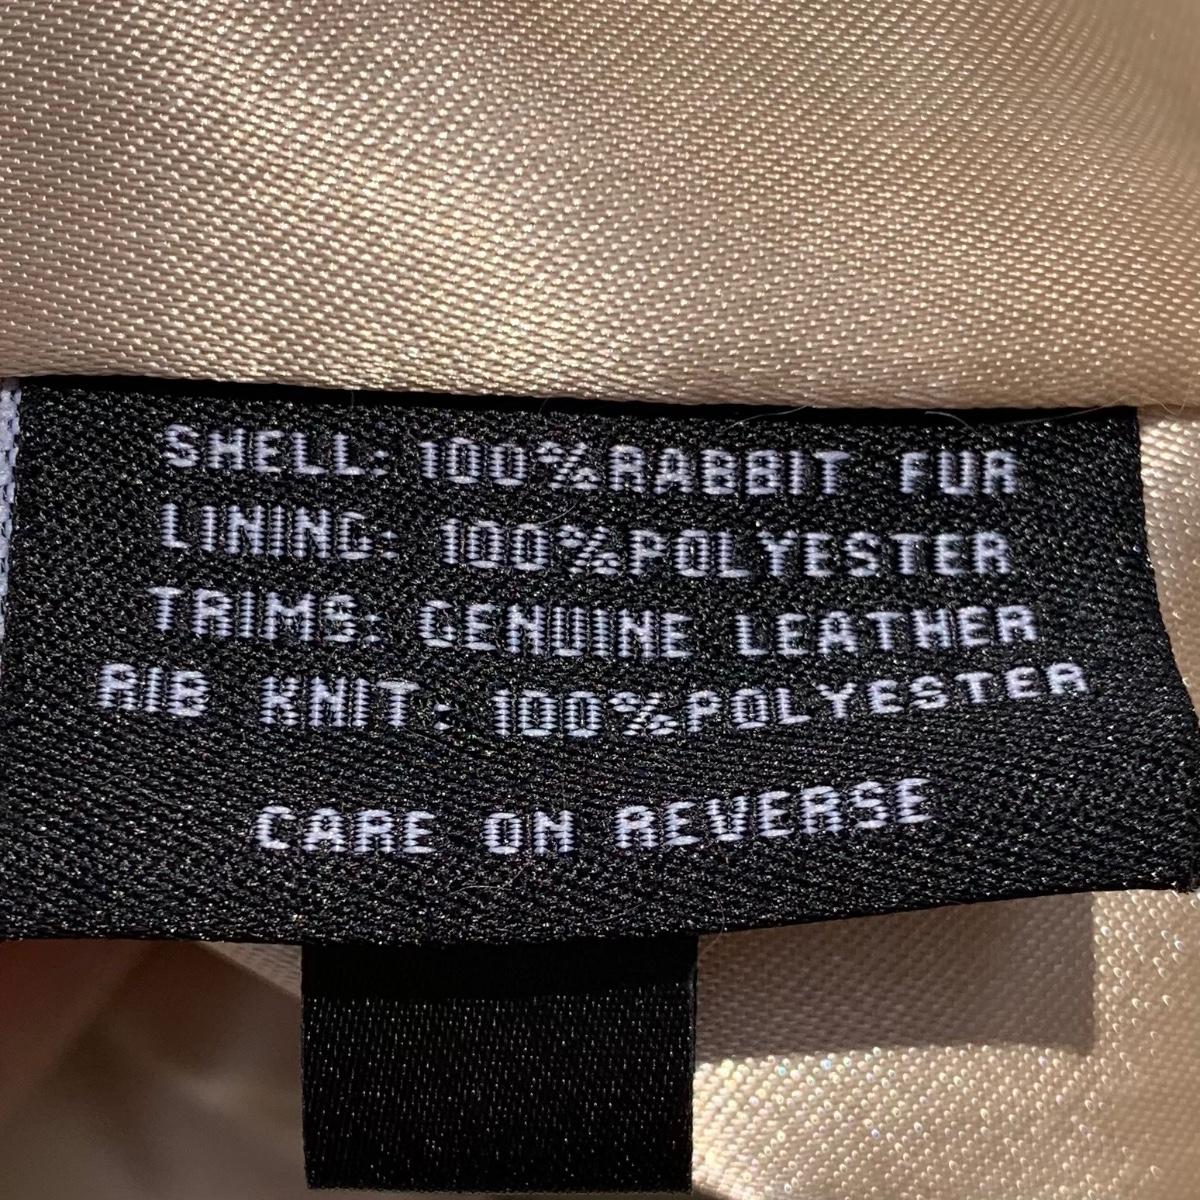 SHELL: 100%RABBIT FUR
LINING: 100%POLYESTER
TRIMS: GENUINE LEATHER
RIB KNIT: 100%POLYESTER
CARE ON REVERSE